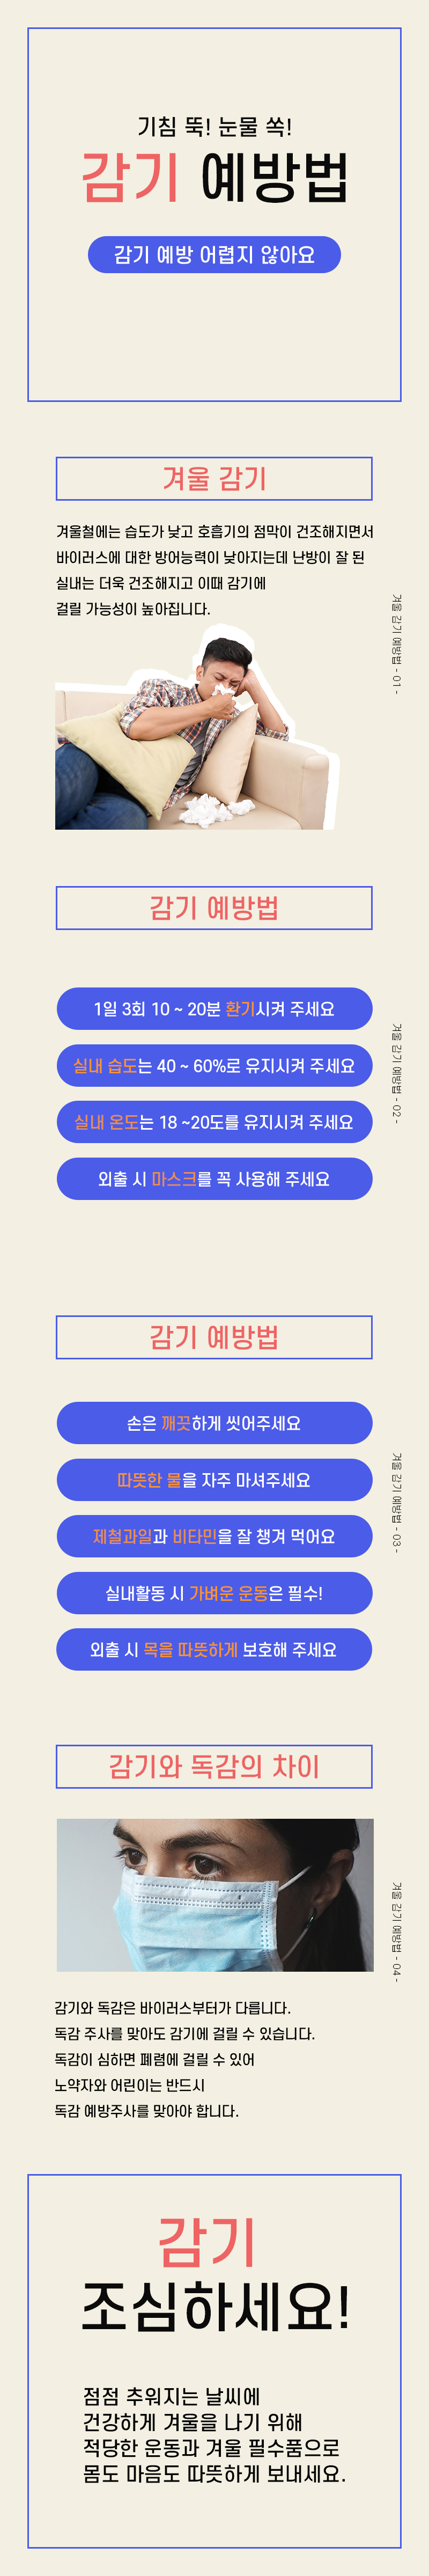 기침 뚝! 눈물 쏙!
감기 예방법
감기 예방 어렵지 않아요
겨울 감기
겨울철에는 습도가 낮고 호흡기의 점막이 건조해지면서
바이러스에 대한 방어능력이 낮아지는데 난방이 잘 된
실내는 더욱 건조해지고 이때 감기에
걸릴 가능성이 높아집니다.
겨울 감기 예방법 - 01 -
감기 예방법
1일 3회 10 ~ 20분 환기시켜 주세요
실내 습도는 40 ~ 60%로 유지시켜 주세요
실내 온도는 18 ~20도를 유지시켜 주세요
외출 시 마스크를 꼭 사용해 주세요
겨울 감기 예방법 - 02 -
감기 예방법
손은 깨끗하게 씻어주세요
따뜻한 물을 자주 마셔주세요
제철과일과 비타민을 잘 챙겨 먹어요
실내활동 시 가벼운 운동은 필수!
외출 시 목을 따뜻하게 보호해 주세요
겨울 감기 예방법 - 03 -
감기와 독감의 차이
겨울 감기 예방법 - 04 -
감기와 독감은 바이러스부터가 다릅니다.
독감 주사를 맞아도 감기에 걸릴 수 있습니다.
독감이 심하면 폐렴에 걸릴 수 있어
노약자와 어린이는 반드시
독감 예방주사를 맞아야 합니다.
감기
조심하세요!
점점 추워지는 날씨에
건강하게 겨울을 나기 위해
적당한 운동과 겨울 필수품으로
몸도 마음도 따뜻하게 보내세요.